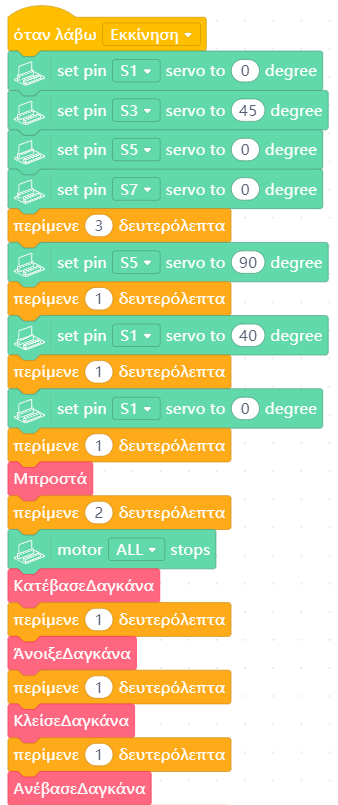 όταν λάβω Εκκίνηση
set pin S1 servo to 0 degree
set pin S3 servo to 45 degree
set pin S5 servo to 0 degree
set pin S7 servo to 0 degree
περίμενε 3 δευτερόλεπτα
set pin S5 servo to 90 degree
περίμενε 1 δευτερόλεπτα
set pin S1 servo to 40 degree
περίμενε 1 δευτερόλεπτα
set pin S1 servo to 0 degree
περίμενε 1 δευτερόλεπτα
Μπροστά
περίμενε 2 δευτερόλεπτα
motor ALL stops
ΚατέβασεΔαγκάνα
περίμενε 1 δευτερόλεπτα
ΆνοιξεΔαγκάνα
περίμενε 1 δευτερόλεπτα
ΚλείσεΔαγκάνα
περίμενε 1 δευτερόλεπτα
ΑνέβασεΔαγκάνα